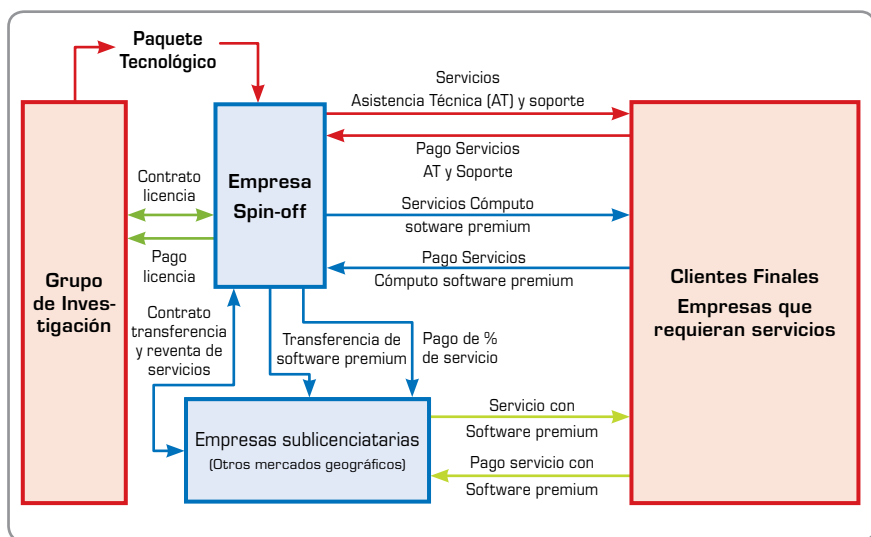 Paquete
Tecnológico
Servicios
Asistencia Técnica (AT) y soporte
Pago Servicios
AT y Soporte
Contrato
licencia
Empresa
Spin-off
Servicios Cómputo
sotware premium
Pago
licencia
Pago Servicios
Cómputo software premium
Grupo
de Inves-
tigación
Clientes Finales
Empresas que
requieran servicios
Contrato
transferencia
y reventa de
servicios
Transferencia de
software premium
Pago de %
de servicio
Empresas sublicenciatarias
(Otros mercados geográficos)
Servicio con
Software premium
Pago servicio con
Software premium